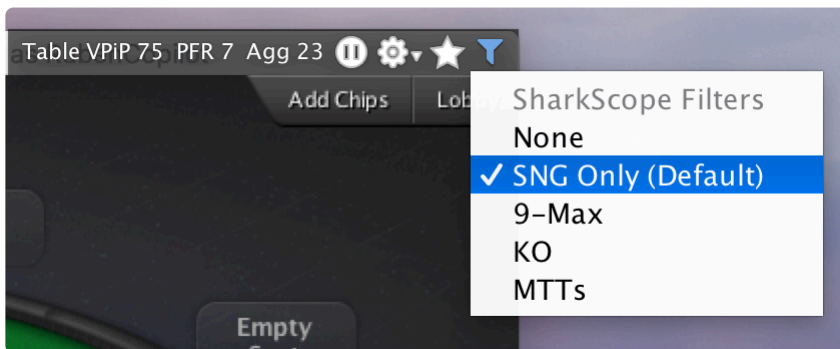 Table VPiP 75 PFR 7 Agg 23
Add Chips
SharkScope Filters
None
SNG Only (Default)
9-Max
KO
MTTs
Empty